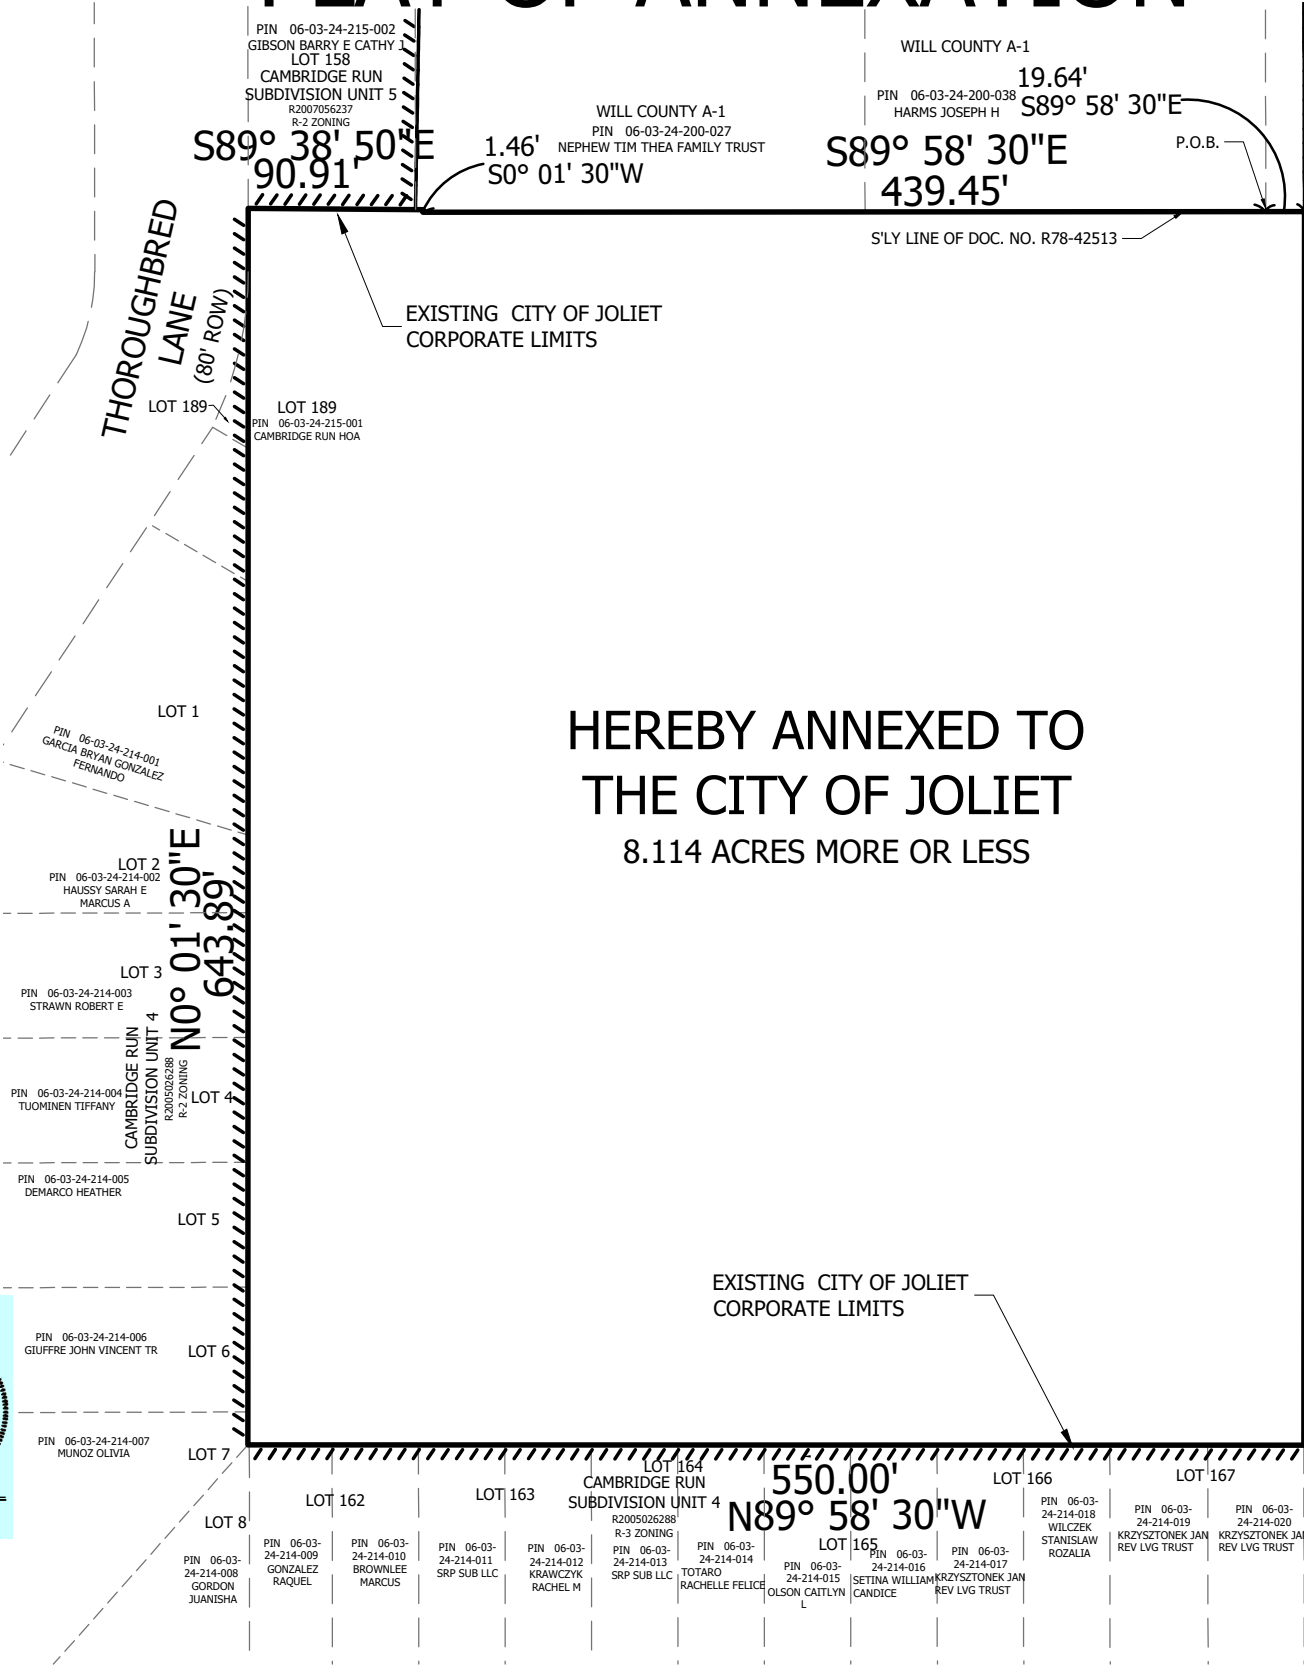 PLAT OF ANNEXATION
PIN 06-03-24-215-002
GIBSON BARRY E CATHY J
LOT 158
CAMBRIDGE RUN
SUBDIVISION UNIT 5
R2007056237
R-2 ZONING
S89° 38' 50"E
90.91'
1.46'
S0° 01' 30"W
WILL COUNTY A-1
PIN 06-03-24-200-027
NEPHEW TIM THEA FAMILY TRUST
WILL COUNTY A-1
19.64'
S89° 58' 30"E
PIN 06-03-24-200-038
HARMS JOSEPH H
S89° 58' 30"E
439.45'
P.O.B.
S'LY LINE OF DOC. NO. R78-42513
THOROUGHBRED
LANE
(80' ROW)
EXISTING CITY OF JOLIET
CORPORATE LIMITS
LOT 189
LOT 189
PIN 06-03-24-215-001
CAMBRIDGE RUN HOA
LOT 1
PIN 06-03-24-214-001
GARCIA BRYAN GONZALEZ
FERNANDO
HEREBY ANNEXED TO
THE CITY OF JOLIET
8.114 ACRES MORE OR LESS
LOT 2
PIN 06-03-24-214-002
HAUSSY SARAH E
MARCUS A
N0° 01' 30"E
643.89'
LOT 3
PIN 06-03-24-214-003
STRAWN ROBERT E
CAMBRIDGE RUN
SUBDIVISION UNIT 4
R2005026288
R-2 ZONING
PIN 06-03-24-214-004
TUOMINEN TIFFANY
LOT 4
PIN 06-03-24-214-005
DEMARCO HEATHER
LOT 5
EXISTING CITY OF JOLIET
CORPORATE LIMITS
PIN 06-03-24-214-006
GIUFFRE JOHN VINCENT TR
LOT 6
PIN 06-03-24-214-007
MUNOZ OLIVIA
LOT 7
LOT 8
PIN 06-03-
24-214-008
GORDON
JUANISHA
LOT 162
PIN 06-03-
24-214-009
GONZALEZ
RAQUEL
PIN 06-03-
24-214-010
BROWNLEE
MARCUS
LOT 163
PIN 06-03-
24-214-011
SRP SUB LLC
PIN 06-03-
24-214-012
KRAWCZYK
RACHEL M
LOT 164
CAMBRIDGE RUN
SUBDIVISION UNIT 4
R2005026288
R-3 ZONING
PIN 06-03-
24-214-013
SRP SUB LLC
PIN 06-03-
24-214-014
TOTARO
RACHELLE FELICE
550.00'
N89° 58' 30"W
LOT 165
PIN 06-03-
24-214-015
OLSON CAITLYN
L
PIN 06-03-
24-214-016
SETINA WILLIAM
CANDICE
PIN 06-03-
24-214-017
KRZYSZTONEK JAN
REV LVG TRUST
LOT 166
PIN 06-03-
24-214-018
WILCZEK
STANISLAW
ROZALIA
LOT 167
PIN 06-03-
24-214-019
KRZYSZTONEK JAN
REV LVG TRUST
PIN 06-03-
24-214-020
KRZYSZTONEK JAN
REV LVG TRUST